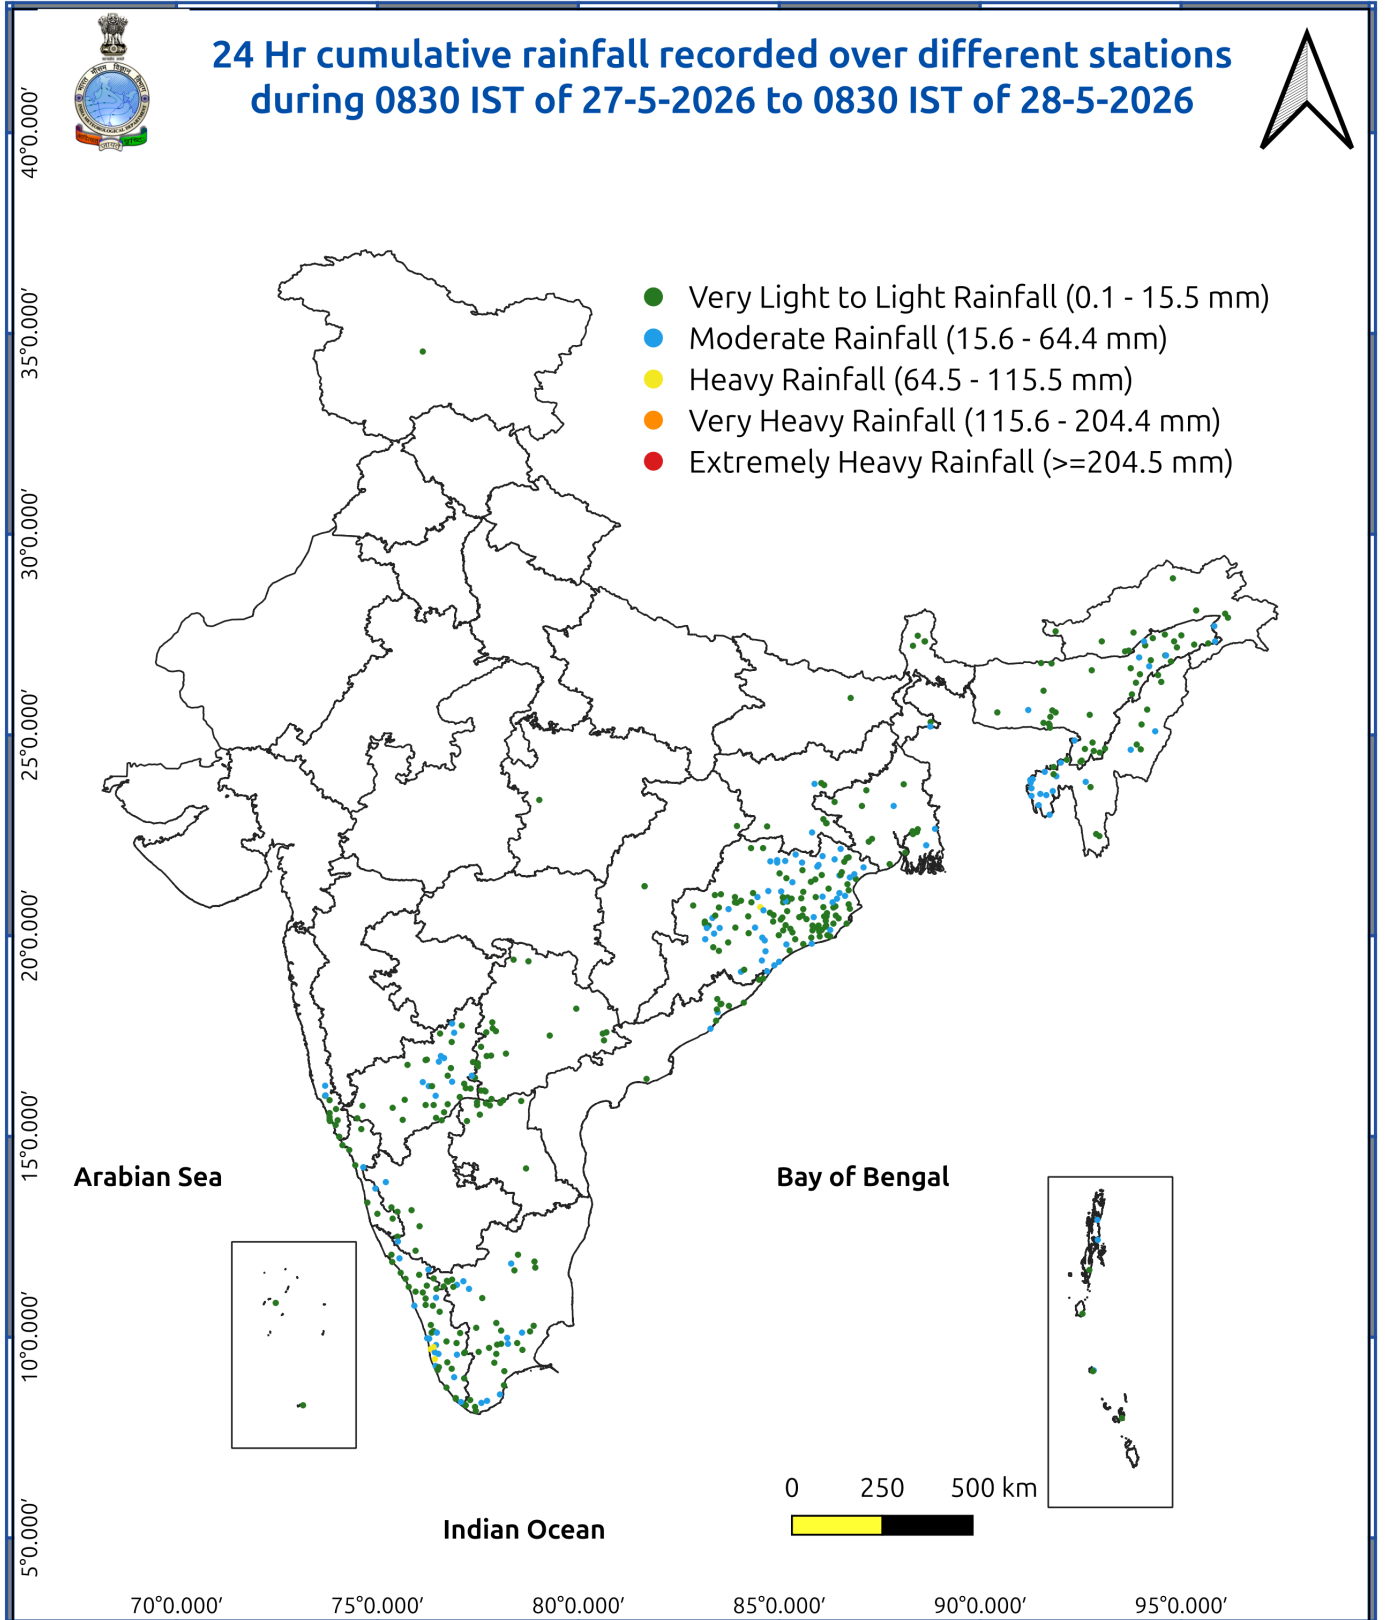 24 Hr cumulative rainfall recorded over different stations
during 0830 IST of 27-5-2026 to 0830 IST of 28-5-2026
Very Light to Light Rainfall (0.1 - 15.5 mm)
Moderate Rainfall (15.6 - 64.4 mm)
Heavy Rainfall (64.5 - 115.5 mm)
Very Heavy Rainfall (115.6 - 204.4 mm)
Extremely Heavy Rainfall (>=204.5 mm)
40°0.000′
35°0.000′
30°0.000′
25°0.000′
20°0.000′
15°0.000′
10°0.000′
5°0.000′
Arabian Sea
Bay of Bengal
Indian Ocean
0 250 500 km
70°0.000′ 75°0.000′ 80°0.000′ 85°0.000′ 90°0.000′ 95°0.000′